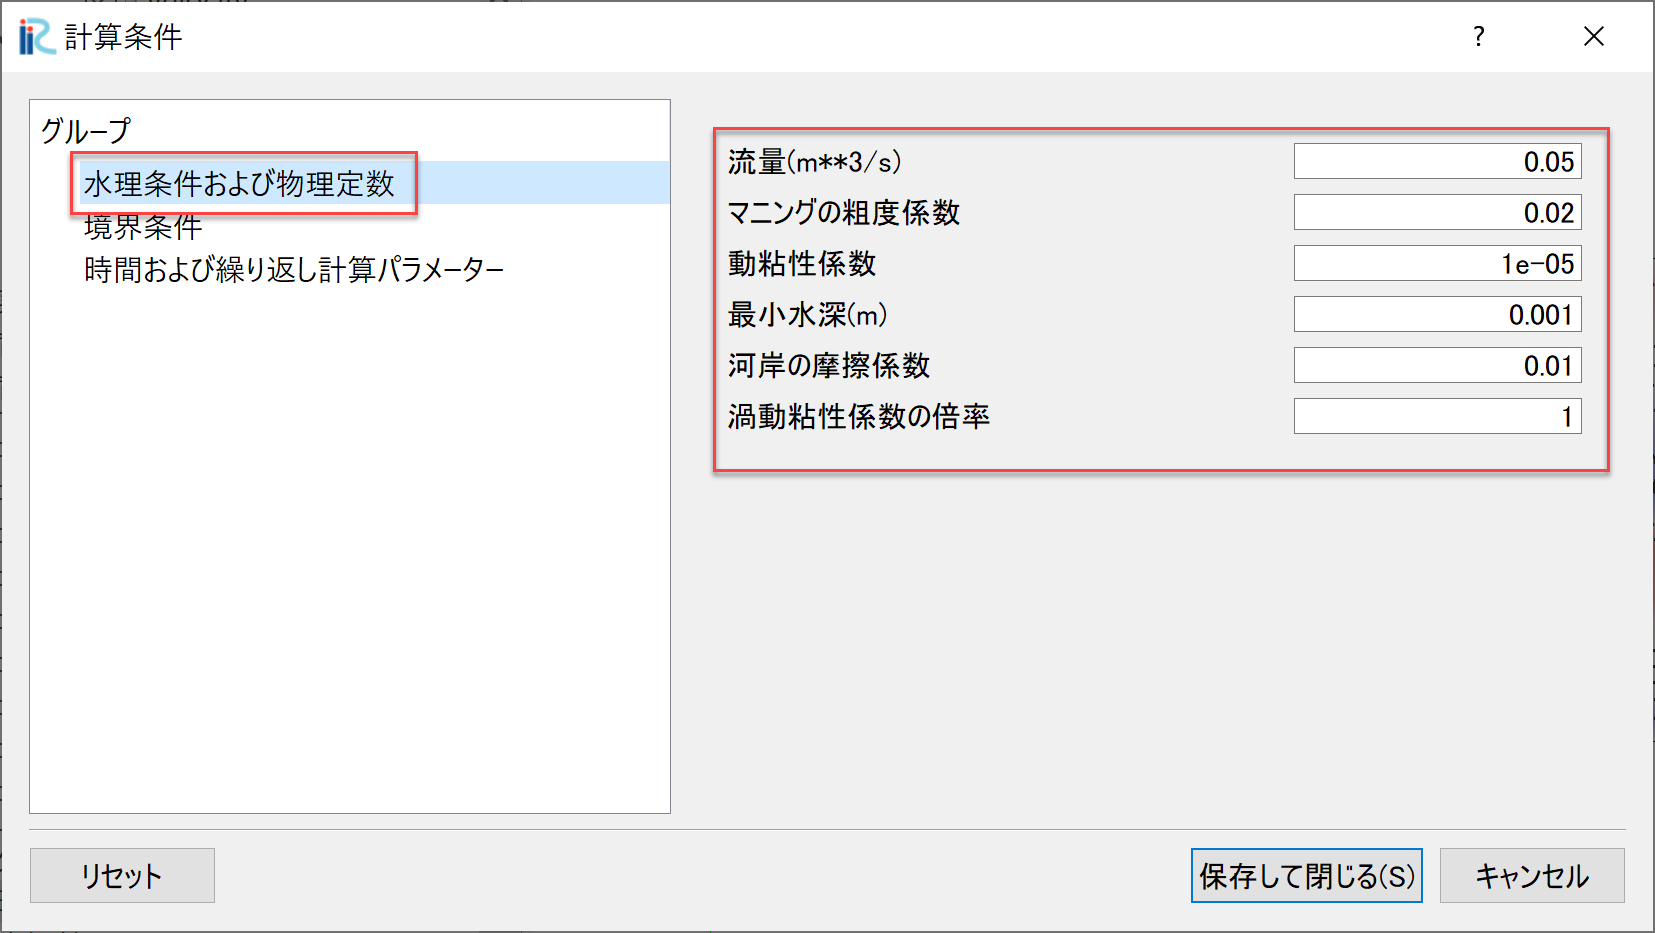 iRC 計算条件 ?
グループ
水理条件および物理定数
境界条件
時間および繰り返し計算パラメーター
流量(m**3/s) 0.05
マニングの粗度係数 0.02
動粘性係数 1e-05
最小水深(m) 0.001
河岸の摩擦係数 0.01
渦動粘性係数の倍率 1
リセット 保存して閉じる(S) キャンセル